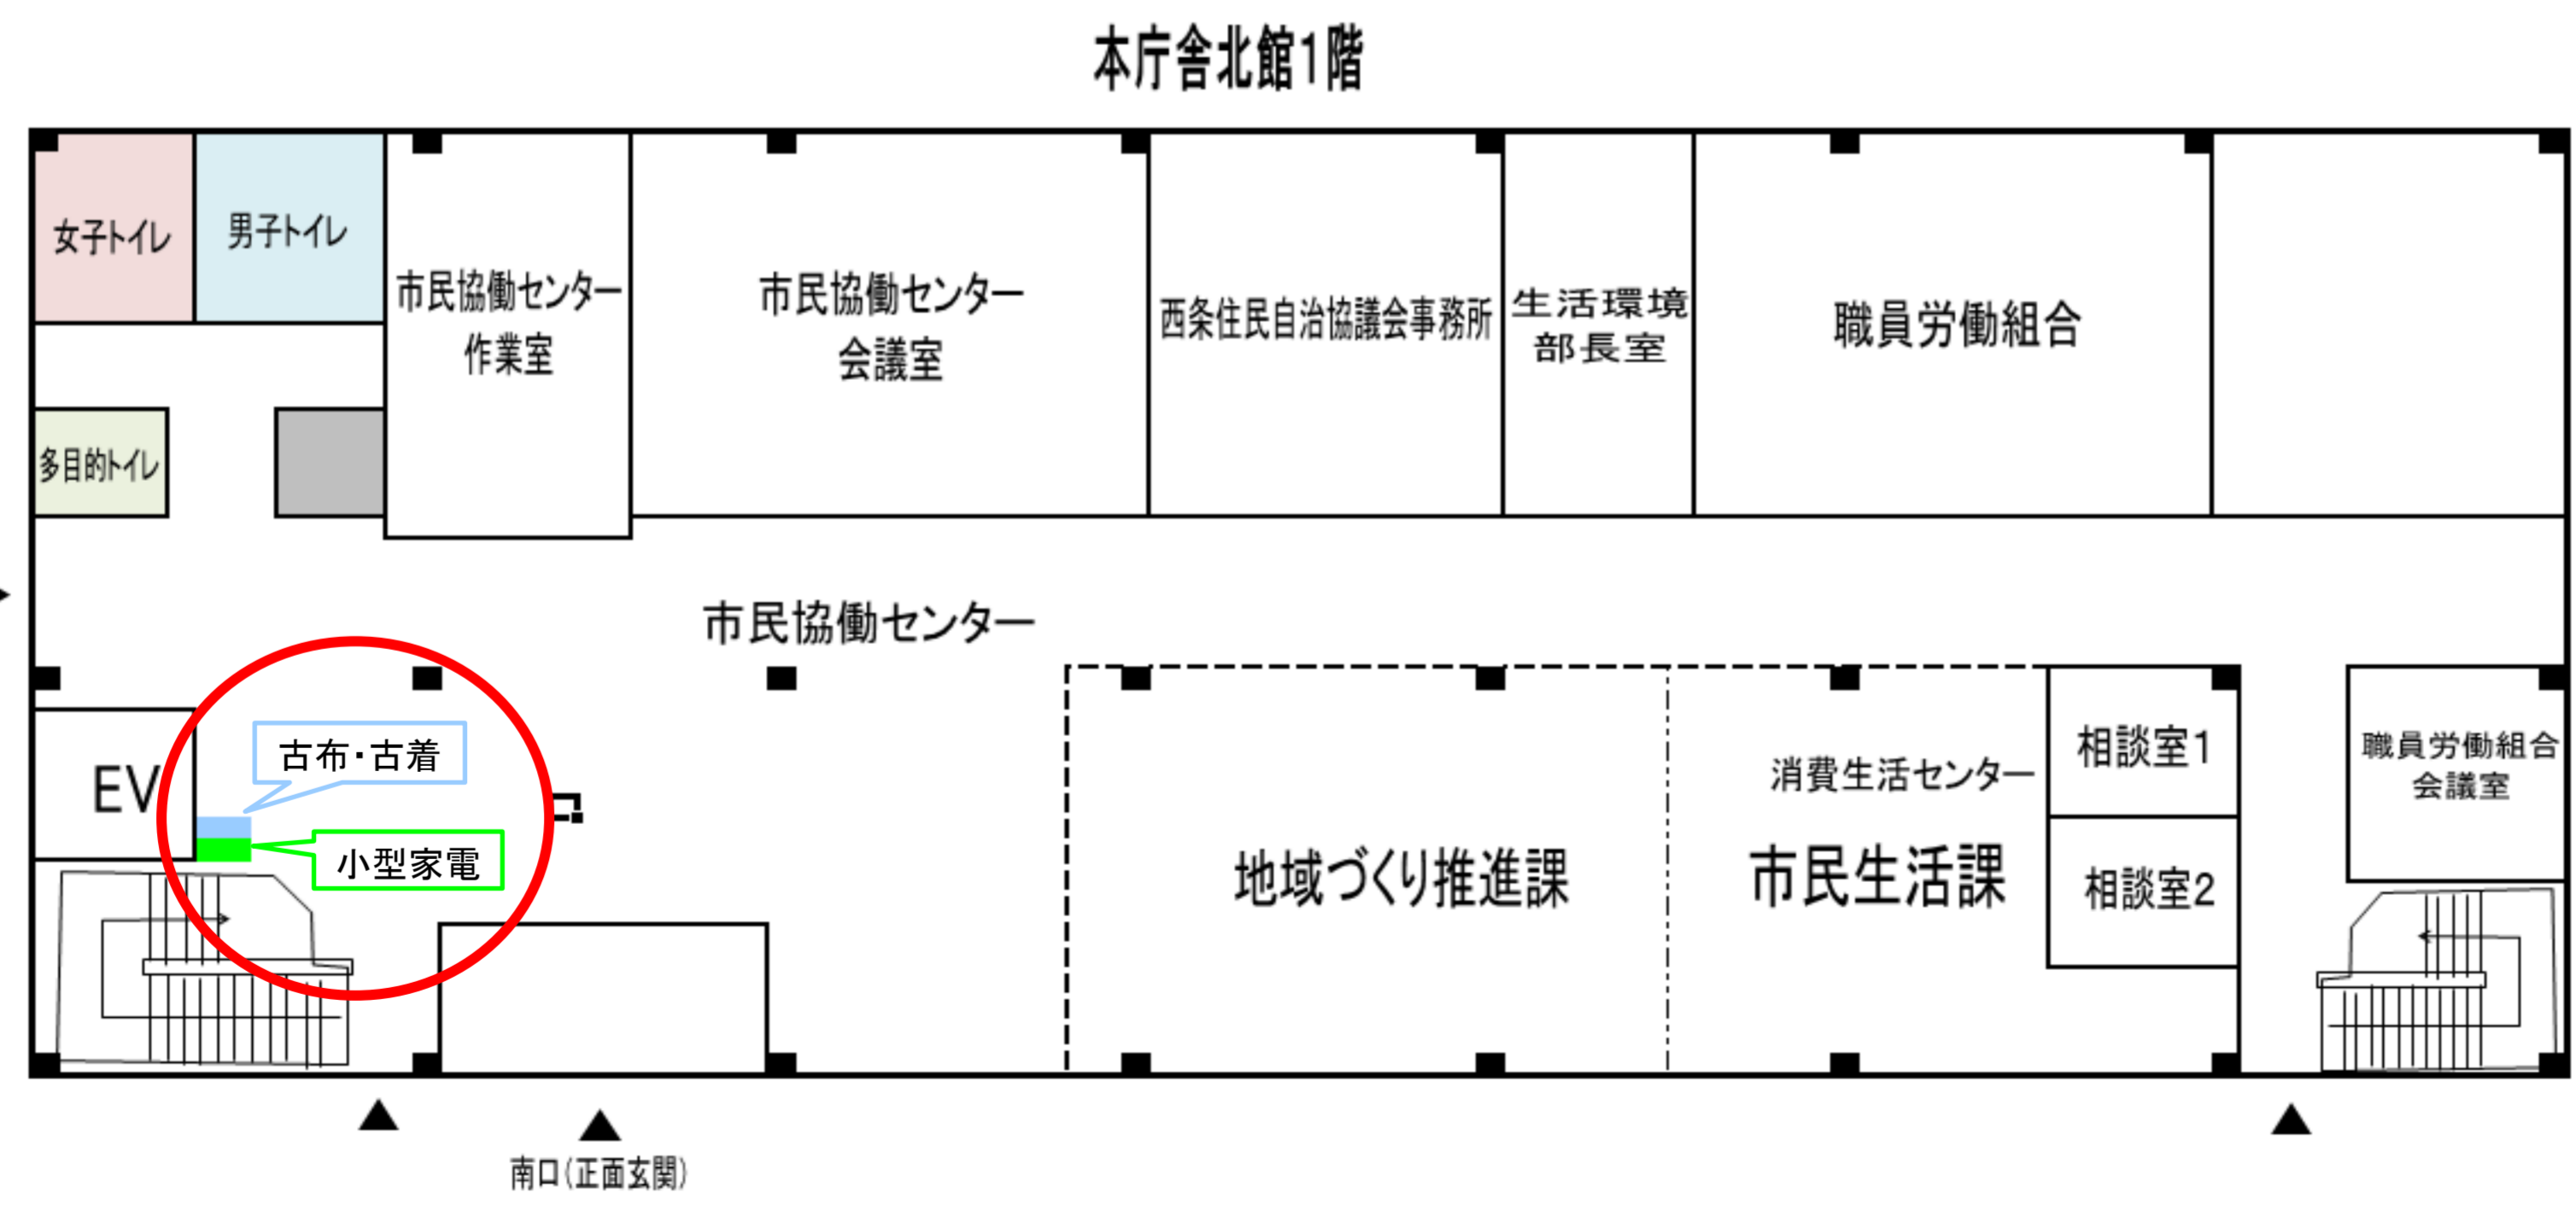 本庁舎北館1階
女子トイレ
男子トイレ
市民協働センター
作業室
市民協働センター
会議室
西条住民自治協議会事務所
生活環境
部長室
職員労働組合
多目的トイレ
市民協働センター
古布・古着
EV
小型家電
地域づくり推進課
消費生活センター
市民生活課
相談室1
相談室2
職員労働組合
会議室
南口(正面玄関)